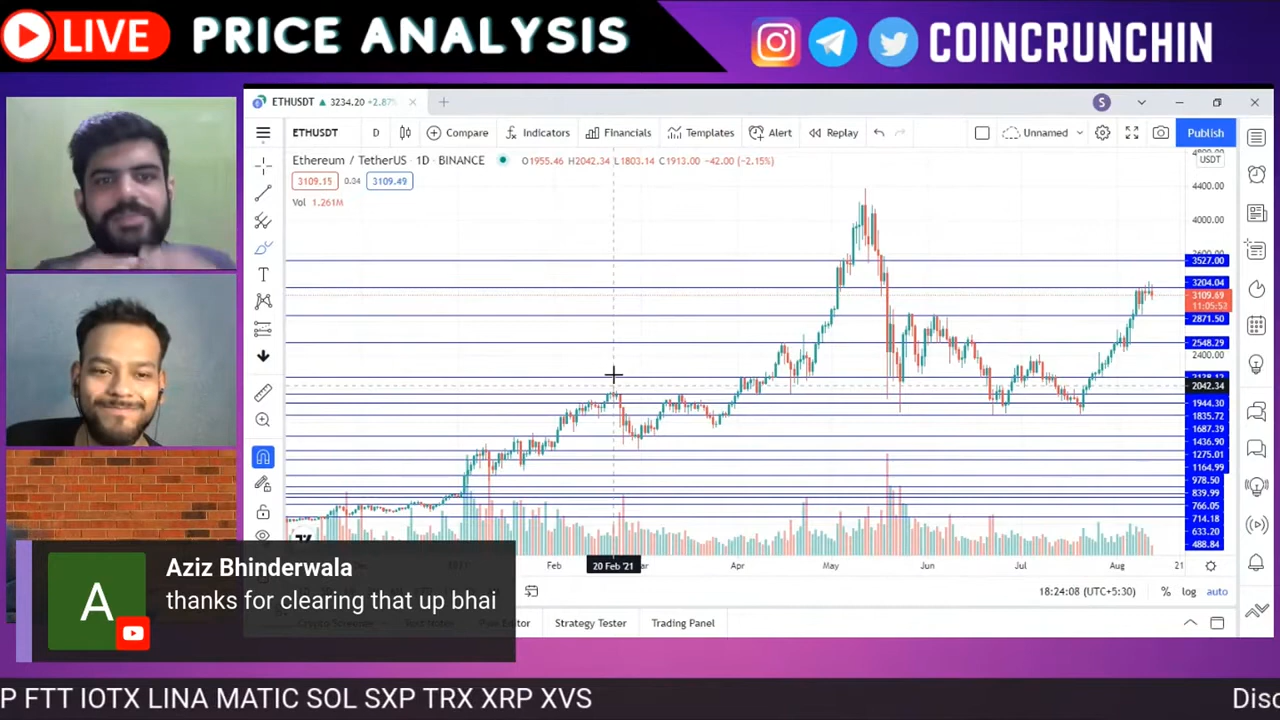 LIVE PRICE ANALYSIS COINCRUNCHIN
ETHUSDT ▲ 3234.20 +2.87% S
ETHUSDT D Compare Indicators Financials Templates Alert Replay Unnamed Publish
Ethereum / TetherUS · 1D · BINANCE O1955.46 H2042.34 L1803.14 C1913.00 −42.00 (−2.15%)
USDT
3109.15 0.34 3109.49
Vol 1.261M
4400.00
4000.00
3527.00
3204.04
3109.69
11:05:52
2871.50
2548.29
2400.00
2042.34
1944.30
1835.72
1687.39
1436.90
1275.01
1164.99
978.50
839.99
766.05
714.18
633.20
488.84
Feb 20 Feb '21 Apr May Jun Jul Aug 21
18:24:08 (UTC+5:30) % log auto
Strategy Tester Trading Panel
A
Aziz Bhinderwala
thanks for clearing that up bhai
P FTT IOTX LINA MATIC SOL SXP TRX XRP XVS Disc